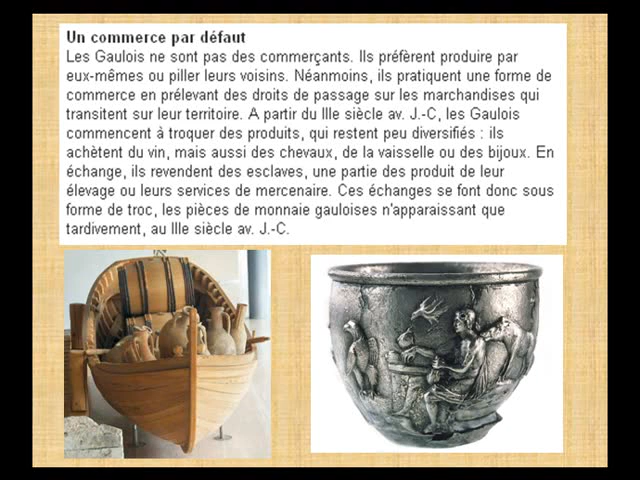 Un commerce par défaut
Les Gaulois ne sont pas des commerçants. Ils préfèrent produire par
eux-mêmes ou piller leurs voisins. Néanmoins, ils pratiquent une forme de
commerce en prélevant des droits de passage sur les marchandises qui
transitent sur leur territoire. A partir du IIIe siècle av. J.-C, les Gaulois
commencent à troquer des produits, qui restent peu diversifiés : ils
achètent du vin, mais aussi des chevaux, de la vaisselle ou des bijoux. En
échange, ils revendent des esclaves, une partie des produit de leur
élevage ou leurs services de mercenaire. Ces échanges se font donc sous
forme de troc, les pièces de monnaie gauloises n'apparaissant que
tardivement, au IIIe siècle av. J.-C.